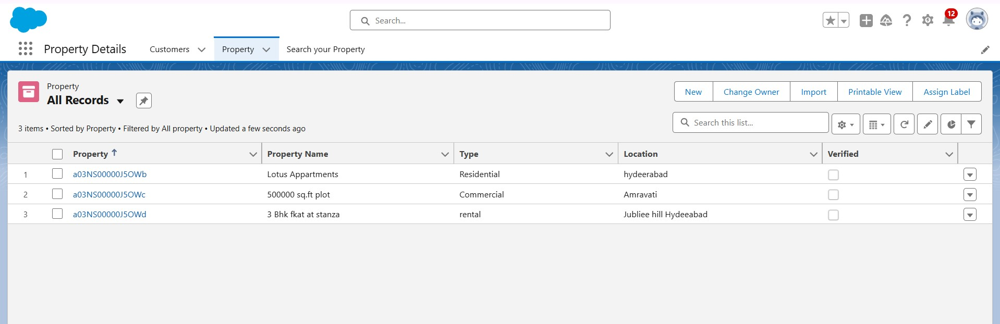 Search...
12
Property Details
Customers
Property
Search your Property
Property
All Records
New
Change Owner
Import
Printable View
Assign Label
3 items • Sorted by Property • Filtered by All property • Updated a few seconds ago
Search this list...
Property Property Name Type Location Verified
1 a03NS00000J5OWb Lotus Appartments Residential hydeerabad
2 a03NS00000J5OWc 500000 sq.ft plot Commercial Amravati
3 a03NS00000J5OWd 3 Bhk fkat at stanza rental Jubliee hill Hydeeabad